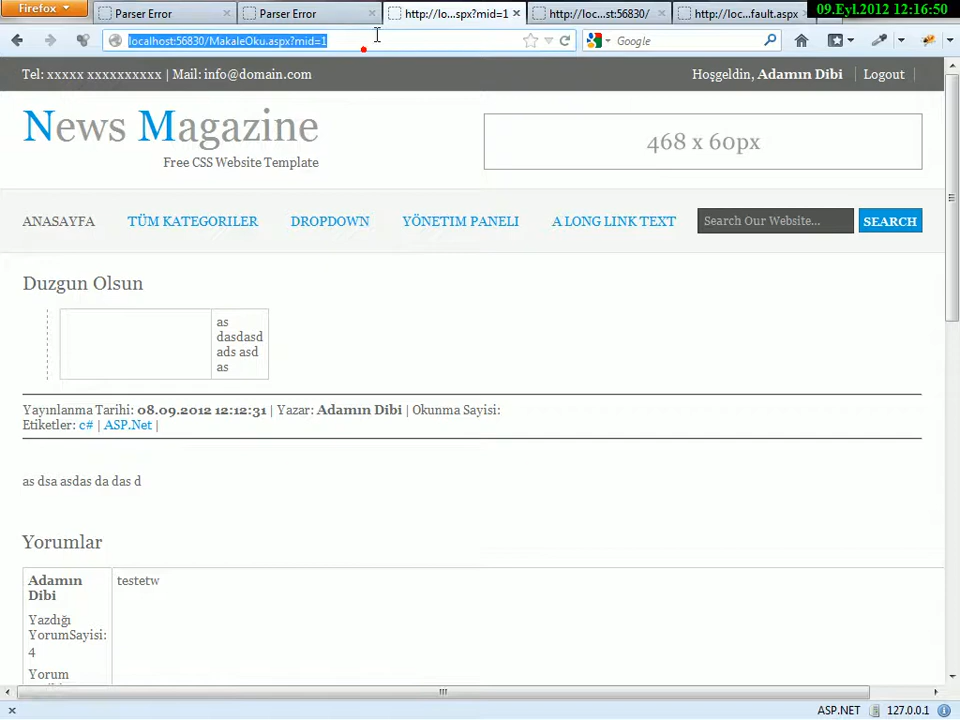 Firefox
Parser Error
Parser Error
http://lo...spx?mid=1
http://loc...st:56830/
http://loc...fault.aspx
09.Eyl.2012 12:16:50
localhost:56830/MakaleOku.aspx?mid=1
Google
Tel: xxxxx xxxxxxxxxx | Mail: info@domain.com
Hoşgeldin, Adamın Dibi
Logout
News Magazine
Free CSS Website Template
468 x 60px
ANASAYFA
TÜM KATEGORILER
DROPDOWN
YÖNETIM PANELI
A LONG LINK TEXT
Search Our Website...
SEARCH
Duzgun Olsun
as
dasdasd
ads asd
as
Yayınlanma Tarihi: 08.09.2012 12:12:31 | Yazar: Adamın Dibi | Okunma Sayisi:
Etiketler: c# | ASP.Net |
as dsa asdas da das d
Yorumlar
Adamın
Dibi
testetw
Yazdığı
YorumSayisi:
4
Yorum
ASP.NET
127.0.0.1